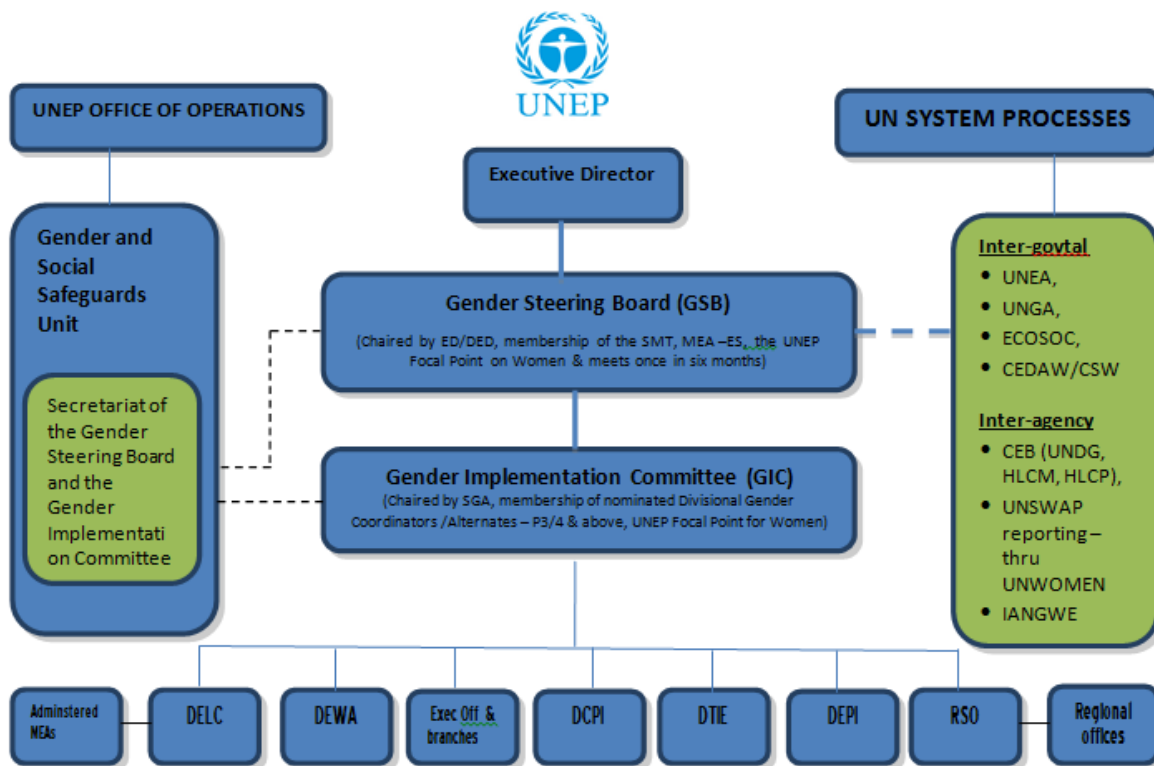 UNEP
UNEP OFFICE OF OPERATIONS
UN SYSTEM PROCESSES
Executive Director
Gender and
Social
Safeguards
Unit
Secretariat of
the Gender
Steering Board
and the
Gender
Implementati
on Committee
Gender Steering Board (GSB)
(Chaired by ED/DED, membership of the SMT, MEA –ES, the UNEP
Focal Point on Women & meets once in six months)
Gender Implementation Committee (GIC)
(Chaired by SGA, membership of nominated Divisional Gender
Coordinators /Alternates – P3/4 & above, UNEP Focal Point for Women)
Inter-govtal
• UNEA,
• UNGA,
• ECOSOC,
• CEDAW/CSW
Inter-agency
• CEB (UNDG,
HLCM, HLCP),
• UNSWAP
reporting –
thru
UNWOMEN
• IANGWE
Adminstered
MEAs
DELC
DEWA
Exec Off &
branches
DCPI
DTIE
DEPI
RSO
Regional
offices